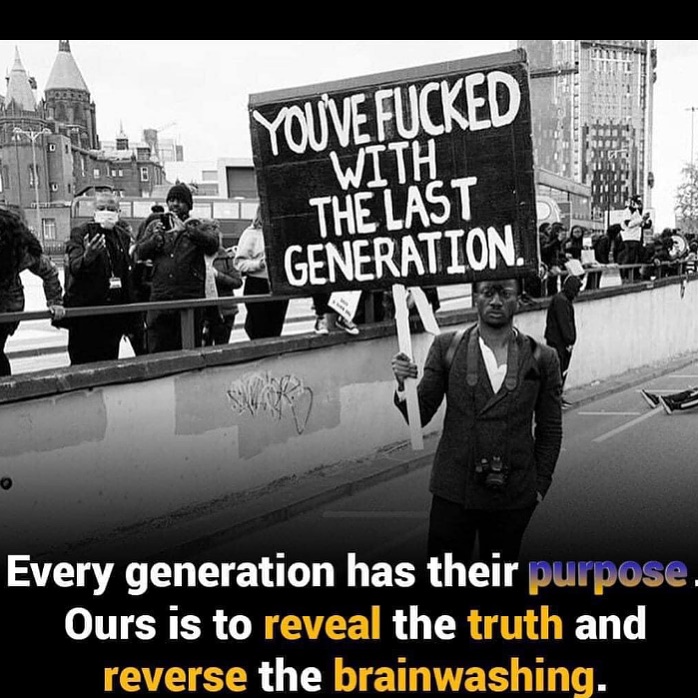 YOU'VE FUCKED
WITH
THE LAST
GENERATION.
Every generation has their purpose.
Ours is to reveal the truth and
reverse the brainwashing.